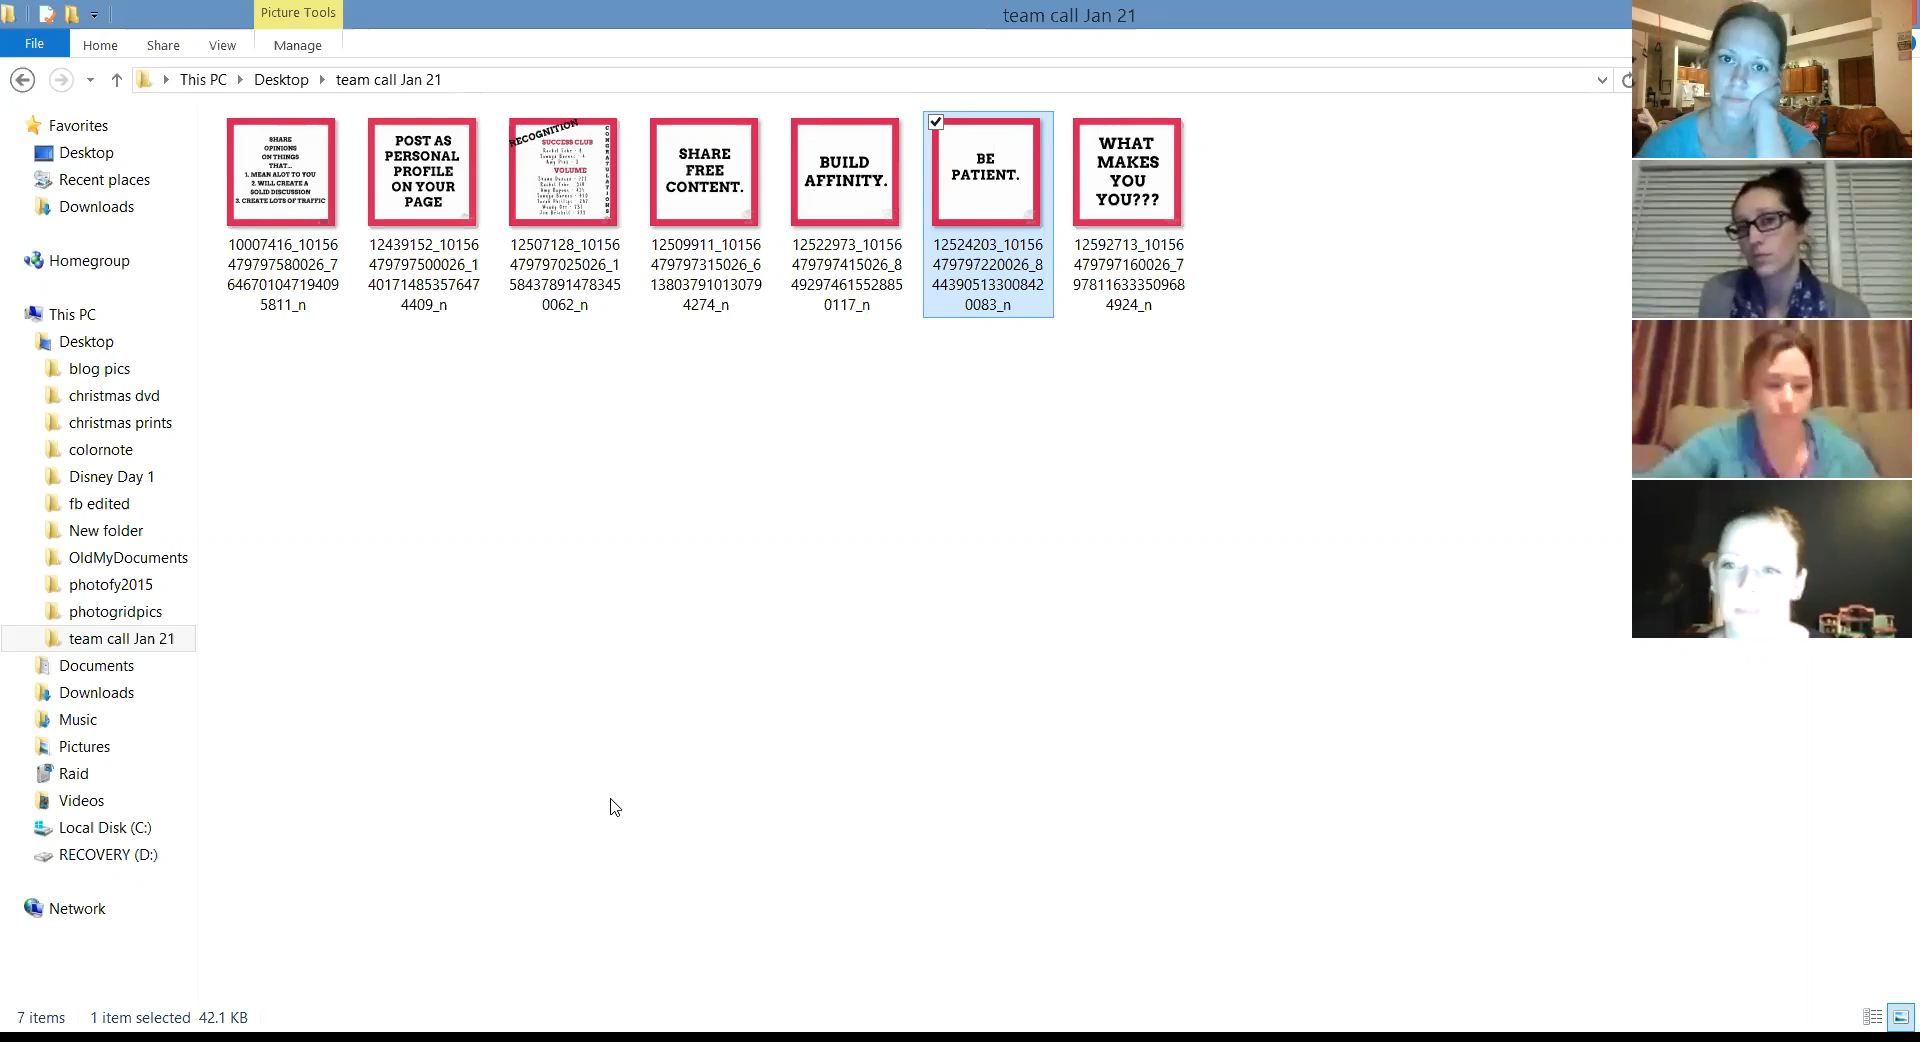 Picture Tools
team call Jan 21
File
Home
Share
View
Manage
This PC
Desktop
team call Jan 21
Favorites
Desktop
Recent places
Downloads
Homegroup
This PC
Desktop
blog pics
christmas dvd
christmas prints
colornote
Disney Day 1
fb edited
New folder
OldMyDocuments
photofy2015
photogridpics
team call Jan 21
Documents
Downloads
Music
Pictures
Raid
Videos
Local Disk (C:)
RECOVERY (D:)
Network
SHARE
OPINIONS
ON THINGS
THAT...
1. MEAN ALOT TO YOU
2. WILL CREATE A
SOLID DISCUSSION
3. CREATE LOTS OF TRAFFIC
10007416_10156
479797580026_7
64670104719409
5811_n
POST AS
PERSONAL
PROFILE
ON YOUR
PAGE
12439152_10156
479797500026_1
40171485357647
4409_n
RECOGNITION
CONGRATULATIONS
SUCCESS CLUB
VOLUME
12507128_10156
479797025026_1
58437891478345
0062_n
SHARE
FREE
CONTENT.
12509911_10156
479797315026_6
13803791013079
4274_n
BUILD
AFFINITY.
12522973_10156
479797415026_8
49297461552885
0117_n
BE
PATIENT.
12524203_10156
479797220026_8
44390513300842
0083_n
WHAT
MAKES
YOU
YOU???
12592713_10156
479797160026_7
97811633350968
4924_n
7 items
1 item selected 42.1 KB